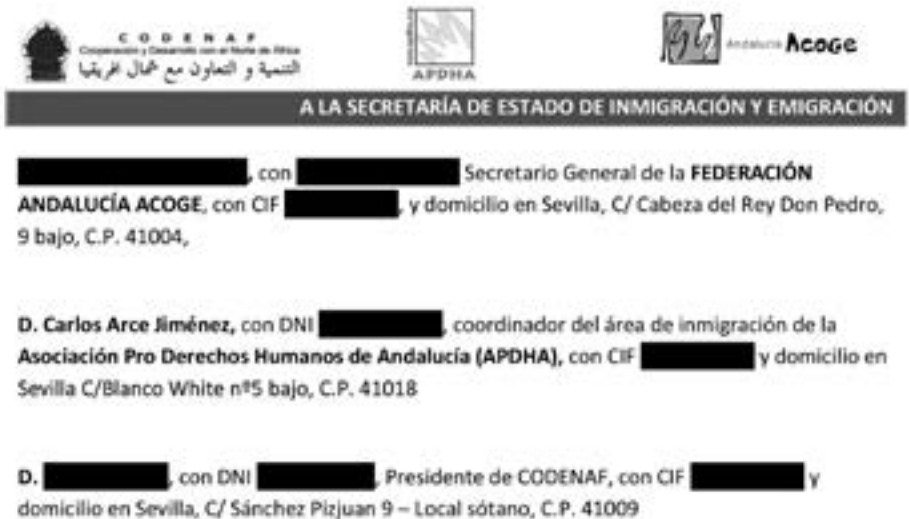 CODENAF
Cooperación y Desarrollo con el Norte de África
التنمية و التعاون مع شمال افريقيا
APDHA
Andalucía Acoge
A LA SECRETARÍA DE ESTADO DE INMIGRACIÓN Y EMIGRACIÓN
, con Secretario General de la FEDERACIÓN
ANDALUCÍA ACOGE, con CIF , y domicilio en Sevilla, C/ Cabeza del Rey Don Pedro,
9 bajo, C.P. 41004,
D. Carlos Arce Jiménez, con DNI , coordinador del área de inmigración de la
Asociación Pro Derechos Humanos de Andalucía (APDHA), con CIF y domicilio en
Sevilla C/Blanco White nº5 bajo, C.P. 41018
D. , con DNI , Presidente de CODENAF, con CIF y
domicilio en Sevilla, C/ Sánchez Pizjuan 9 – Local sótano, C.P. 41009